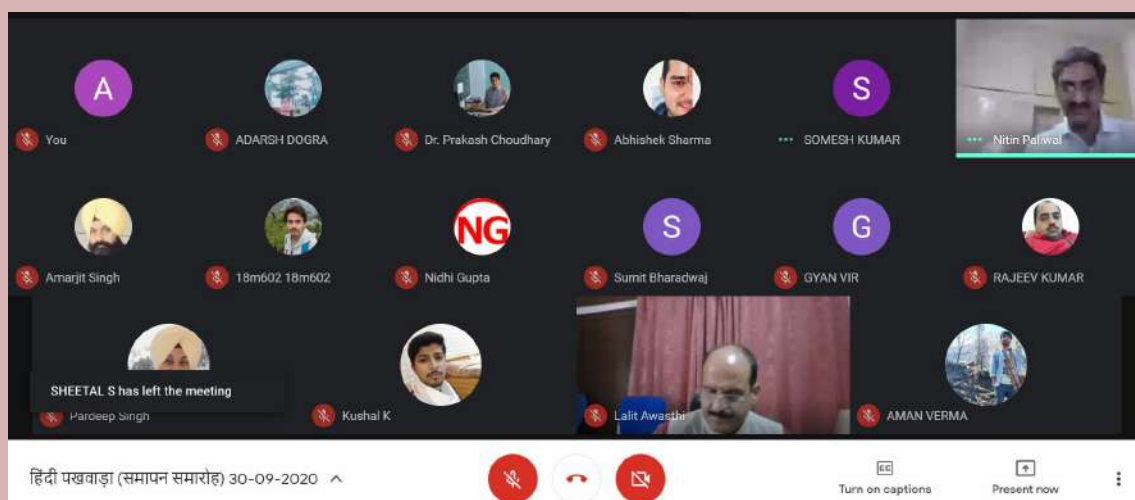 A
You
ADARSH DOGRA
Dr. Prakash Choudhary
Abhishek Sharma
S
SOMESH KUMAR
Nitin Paliwal
Amarjit Singh
18m602 18m602
NG
Nidhi Gupta
S
Sumit Bharadwaj
G
GYAN VIR
RAJEEV KUMAR
SHEETAL S has left the meeting
Pardeep Singh
Kushal K
Lalit Awasthi
AMAN VERMA
हिंदी पखवाड़ा (समापन समारोह) 30-09-2020
CC
Turn on captions
Present now